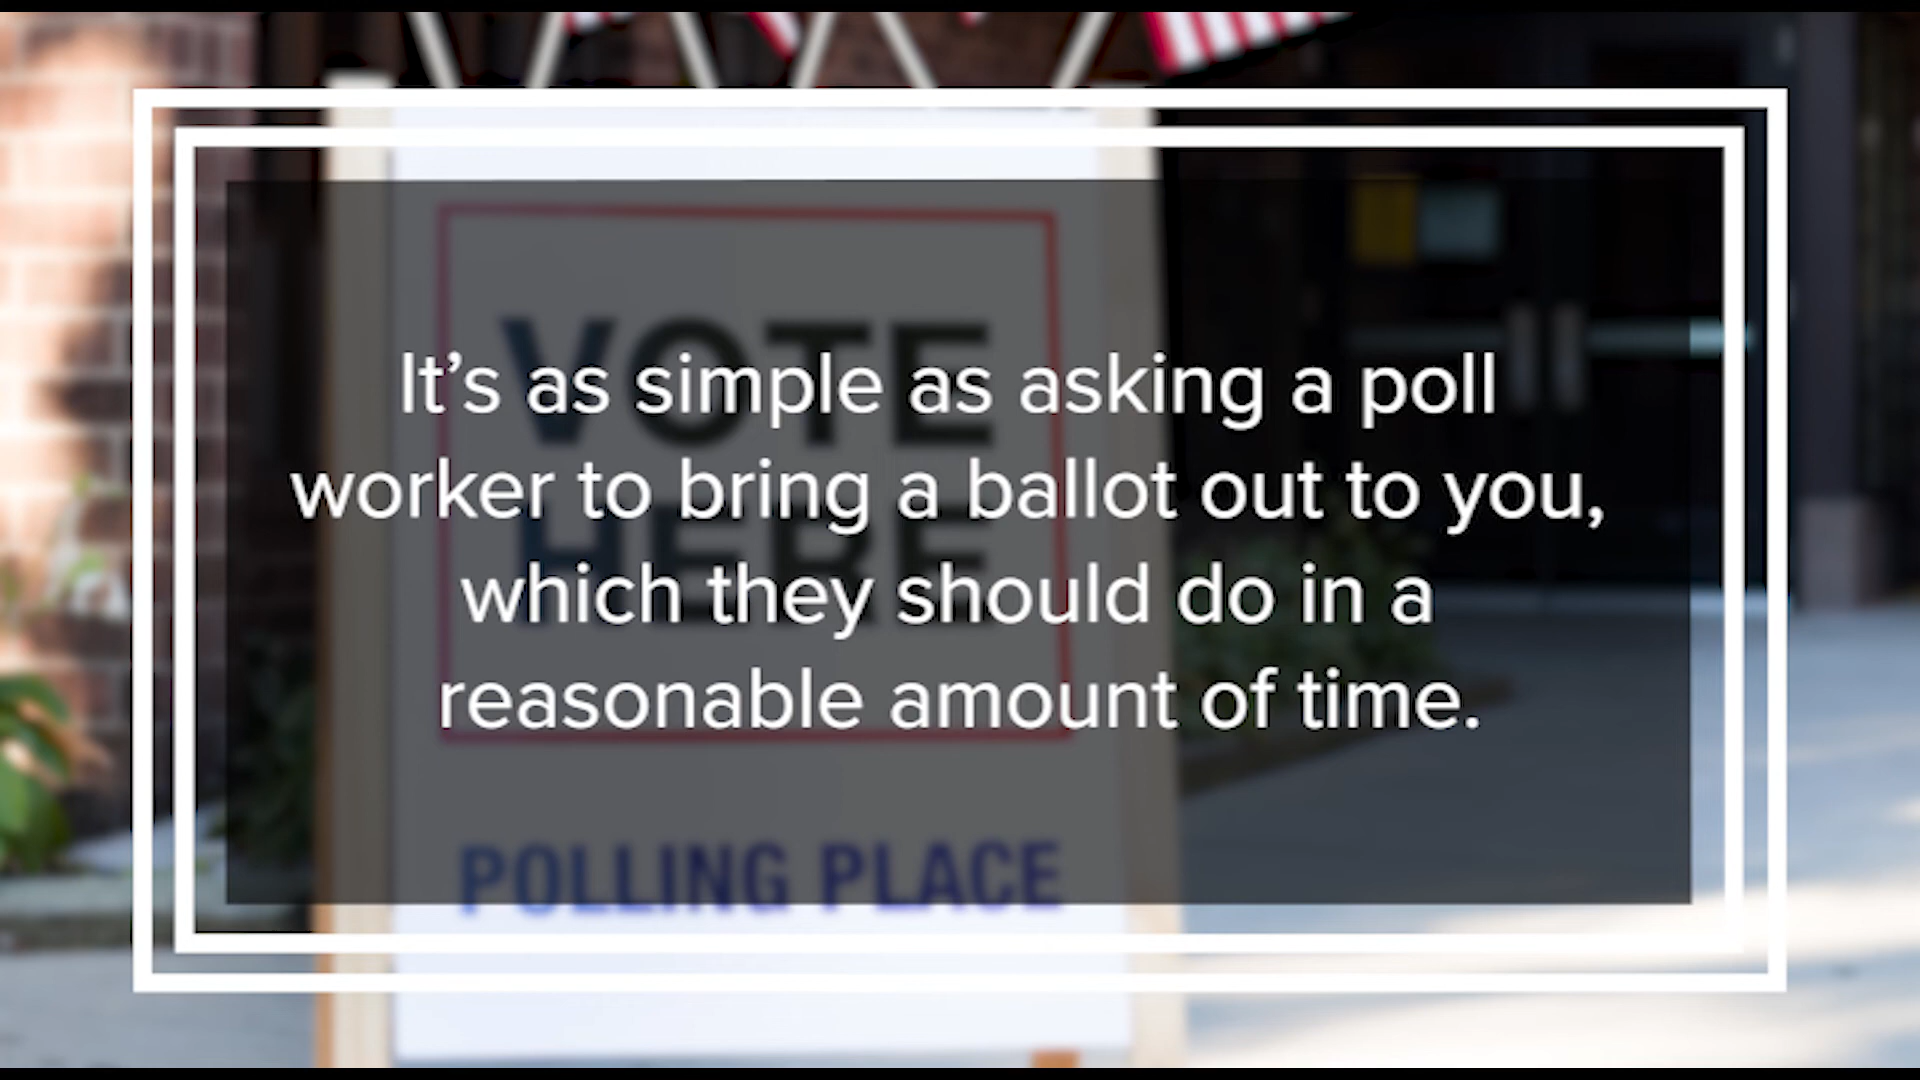 It’s as simple as asking a poll
worker to bring a ballot out to you,
which they should do in a
reasonable amount of time.
VOTE
HERE
POLLING PLACE